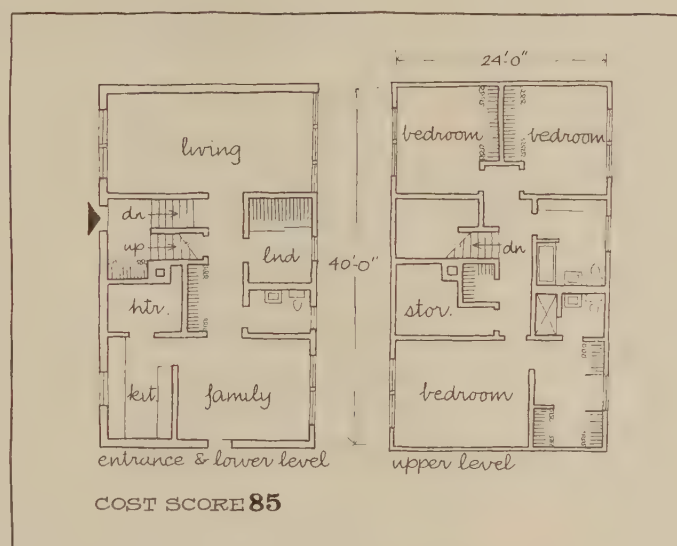 24'·0"
bedroom bedroom
living
dn
up
lnd
dn
40'-0"
htr.
stor.
kit.
family
bedroom
entrance & lower level
upper level
COST SCORE 85